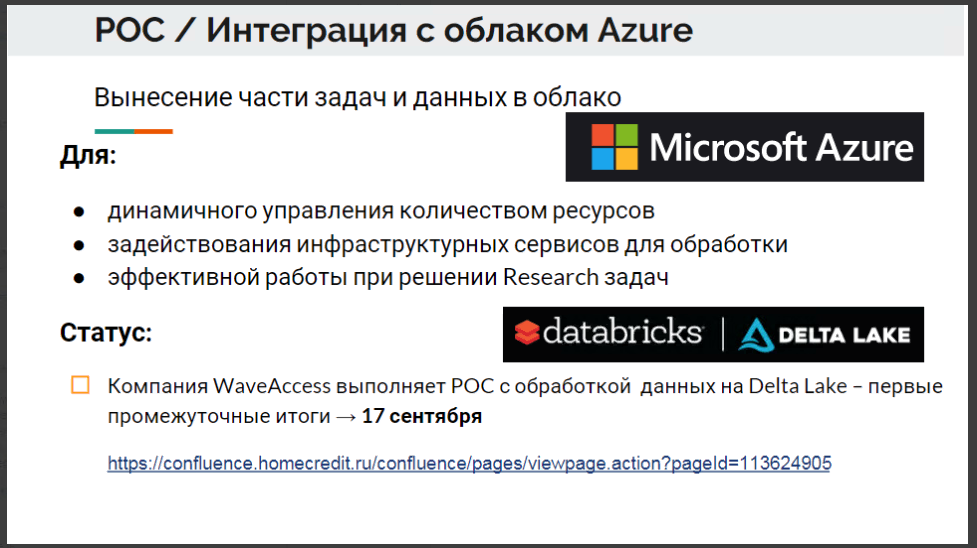 POC / Интеграция с облаком Azure
Вынесение части задач и данных в облако
Microsoft Azure
Для:
● динамичного управления количеством ресурсов
● задействования инфраструктурных сервисов для обработки
● эффективной работы при решении Research задач
databricks | DELTA LAKE
Статус:
Компания WaveAccess выполняет POC с обработкой данных на Delta Lake – первые
промежуточные итоги → 17 сентября
https://confluence.homecredit.ru/confluence/pages/viewpage.action?pageId=113624905